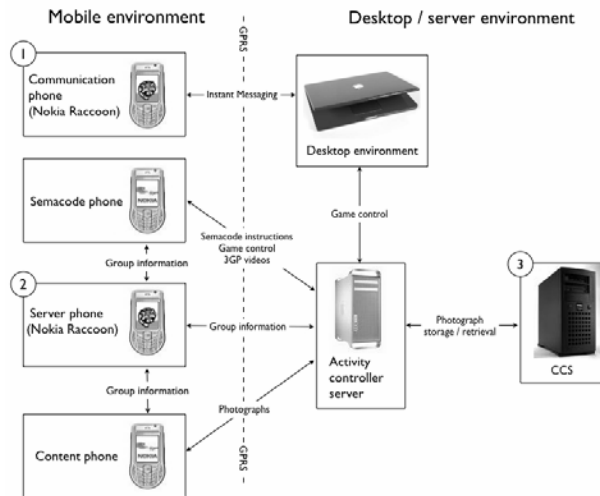 Mobile environment
Desktop / server environment
GPRS
1
Communication
phone
(Nokia Raccoon)
Instant Messaging
Desktop environment
Semacode phone
NOKIA
Game control
Semacode instructions
Game control
3GP videos
Group information
2
Server phone
(Nokia Raccoon)
Group information
Activity
controller
server
Photograph
storage / retrieval
3
CCS
Group information
Photographs
Content phone
GPRS